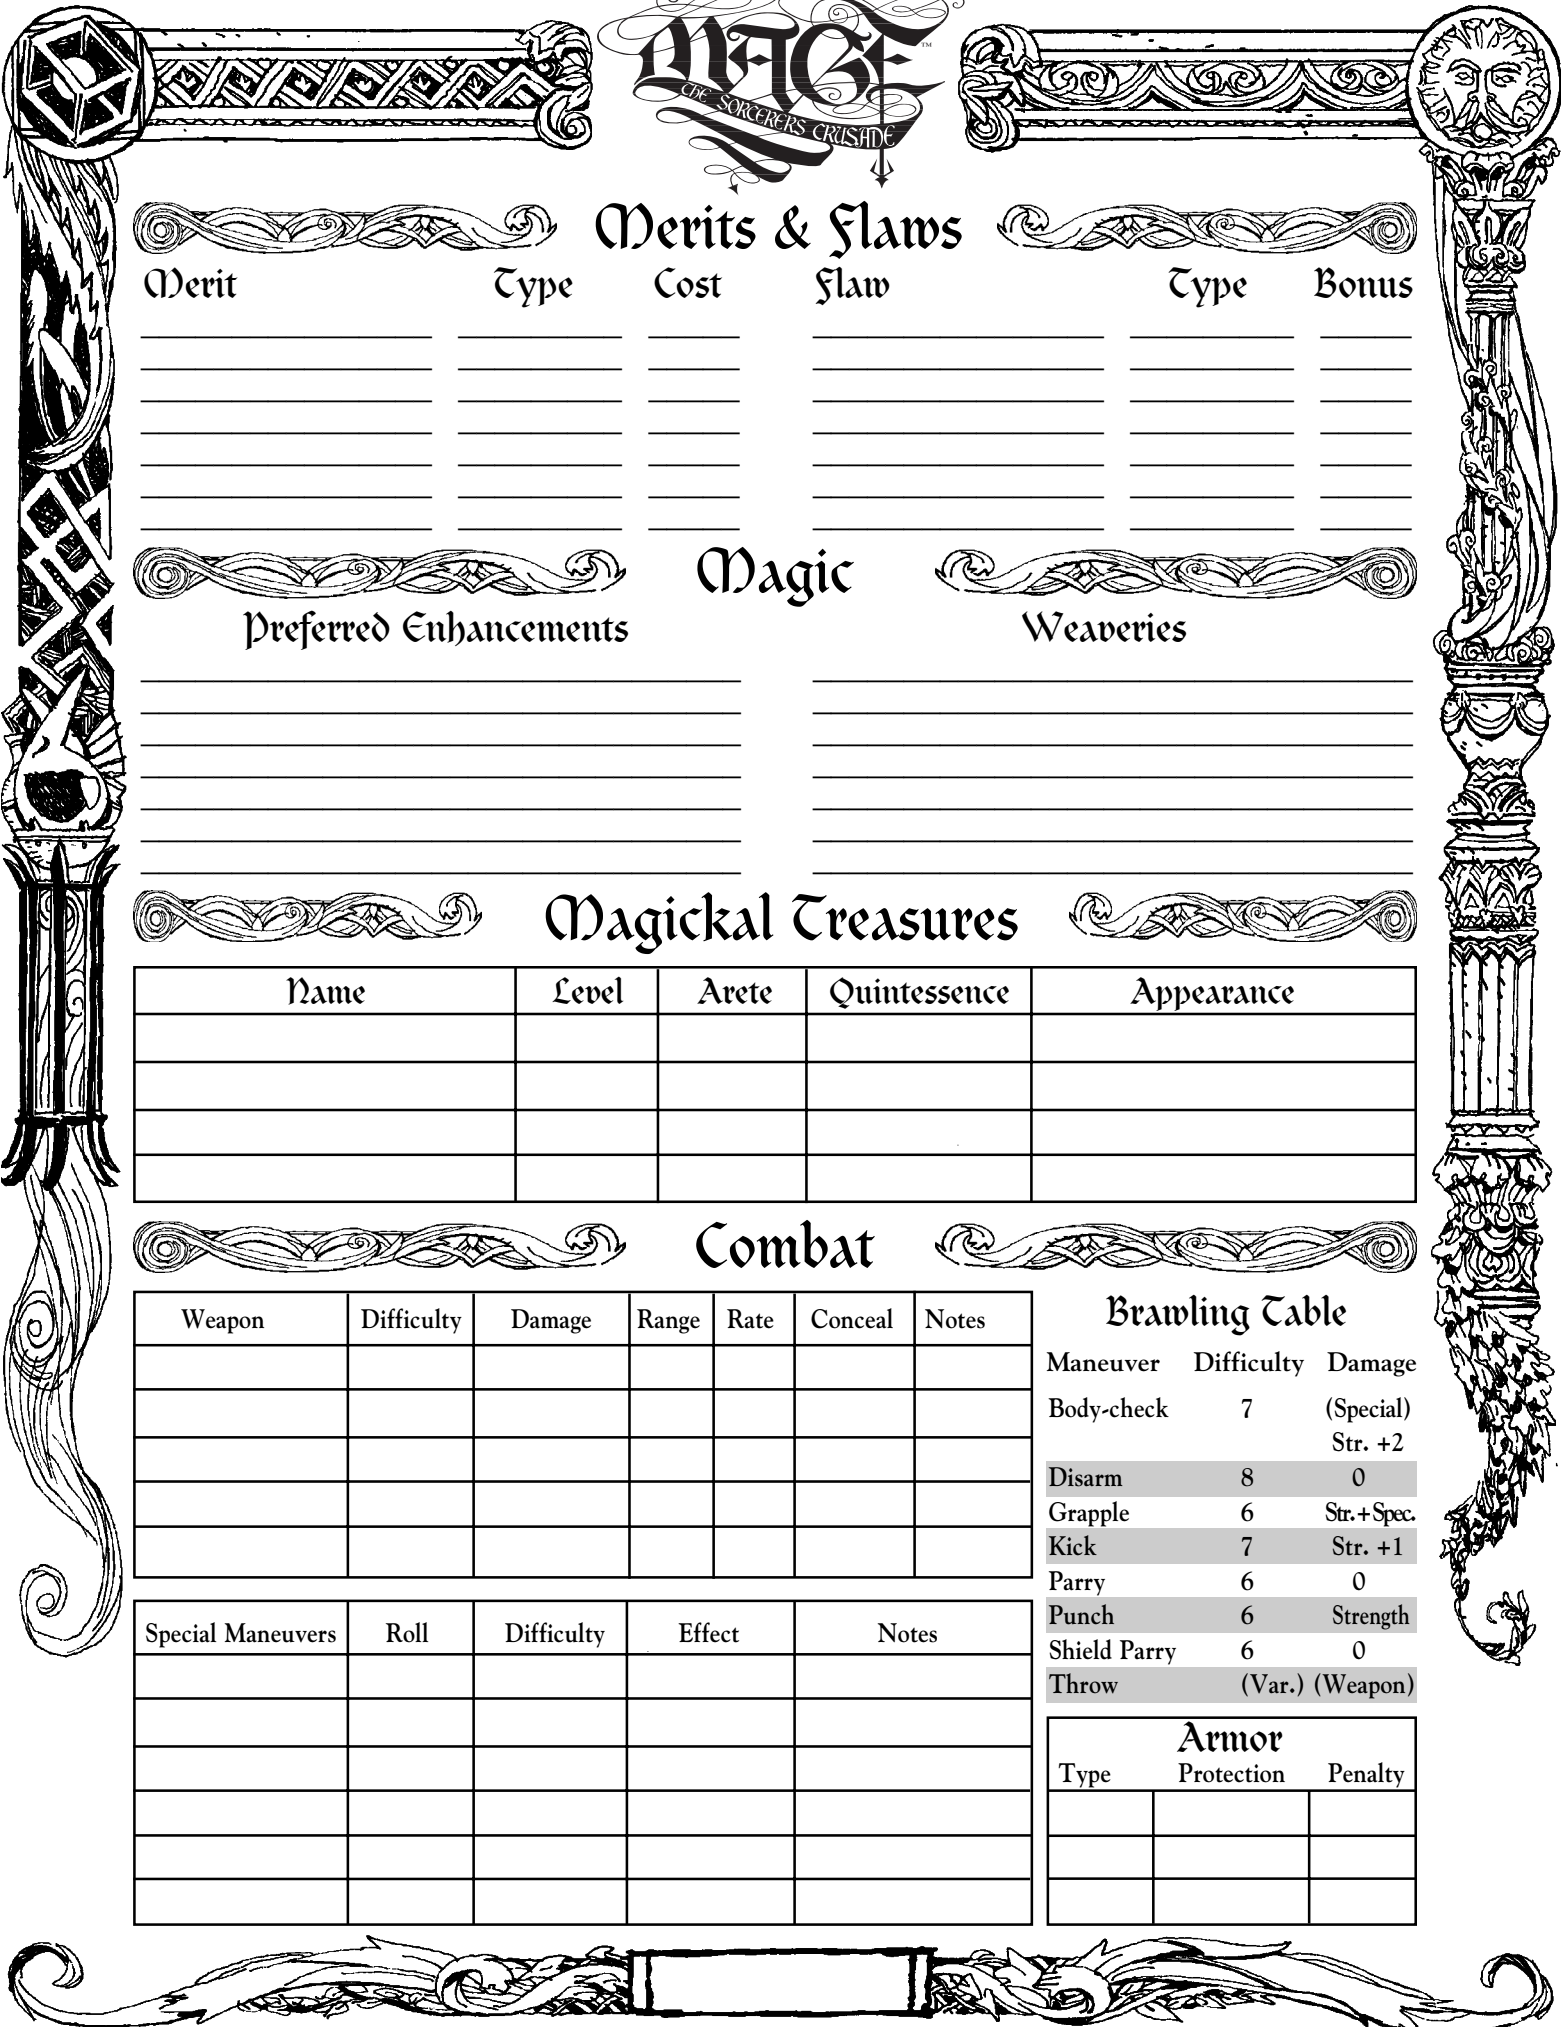 MAGE™
THE SORCERERS CRUSADE
Merits & Flaws
Merit Type Cost Flaw Type Bonus
Magic
Preferred Enhancements Weaveries
Magickal Treasures
Name Level Arete Quintessence Appearance
Combat
Weapon Difficulty Damage Range Rate Conceal Notes
Special Maneuvers Roll Difficulty Effect Notes
Brawling Table
Maneuver Difficulty Damage
Body-check 7 (Special)
Str. +2
Disarm 8 0
Grapple 6 Str.+Spec.
Kick 7 Str. +1
Parry 6 0
Punch 6 Strength
Shield Parry 6 0
Throw (Var.) (Weapon)
Armor
Type Protection Penalty